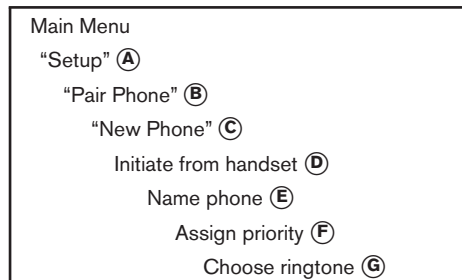 Main Menu
“Setup” Ⓐ
“Pair Phone” Ⓑ
“New Phone” Ⓒ
Initiate from handset Ⓓ
Name phone Ⓔ
Assign priority Ⓕ
Choose ringtone Ⓖ